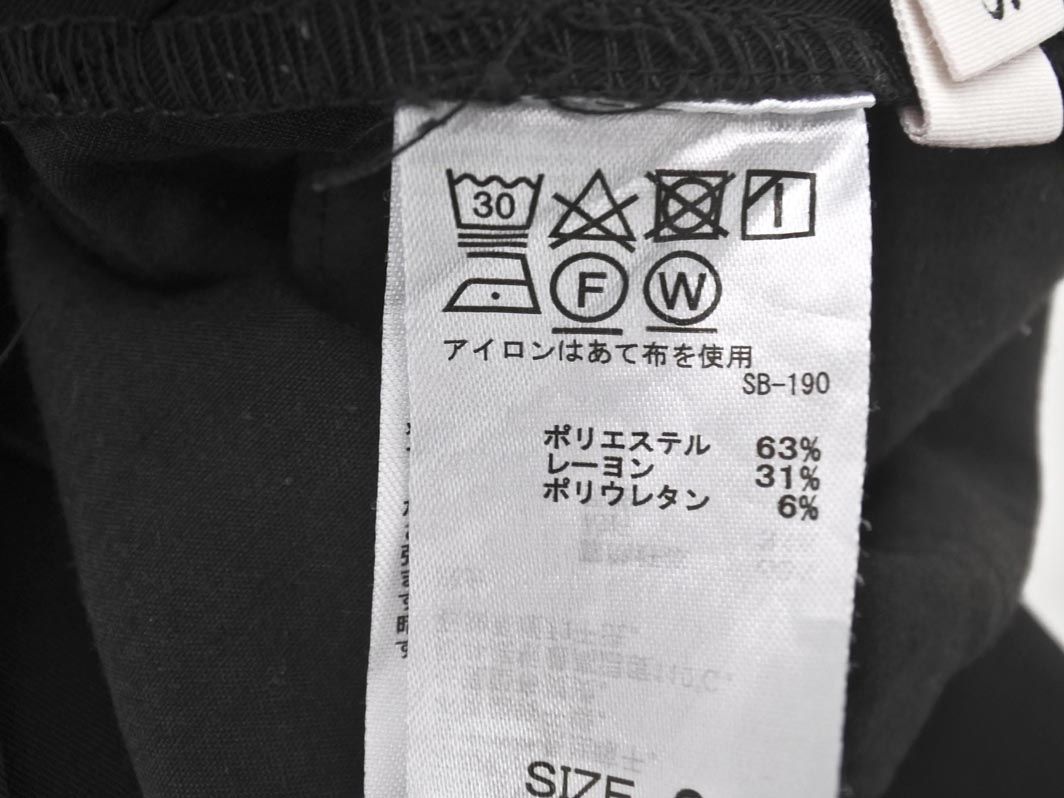 30
F W
アイロンはあて布を使用
SB-190
ポリエステル 63%
レーヨン 31%
ポリウレタン 6%
SIZE